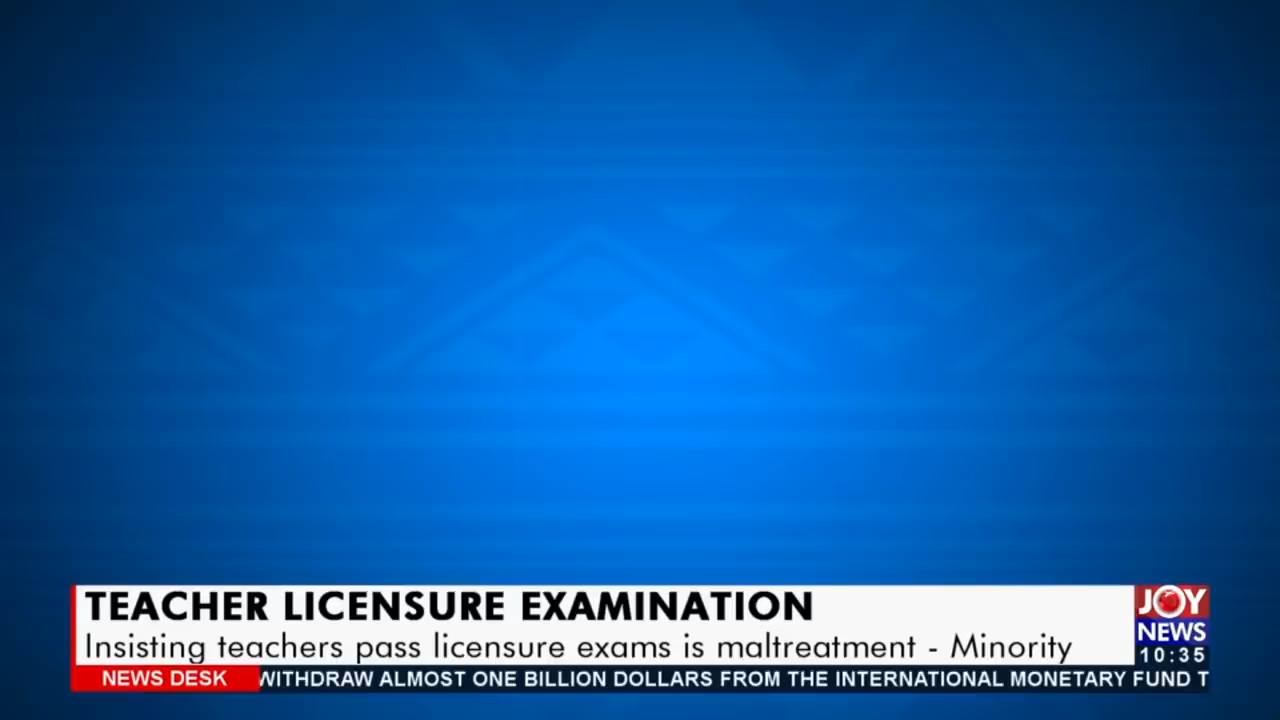 TEACHER LICENSURE EXAMINATION
Insisting teachers pass licensure exams is maltreatment - Minority
JOY
NEWS
10:35
NEWS DESK
WITHDRAW ALMOST ONE BILLION DOLLARS FROM THE INTERNATIONAL MONETARY FUND T